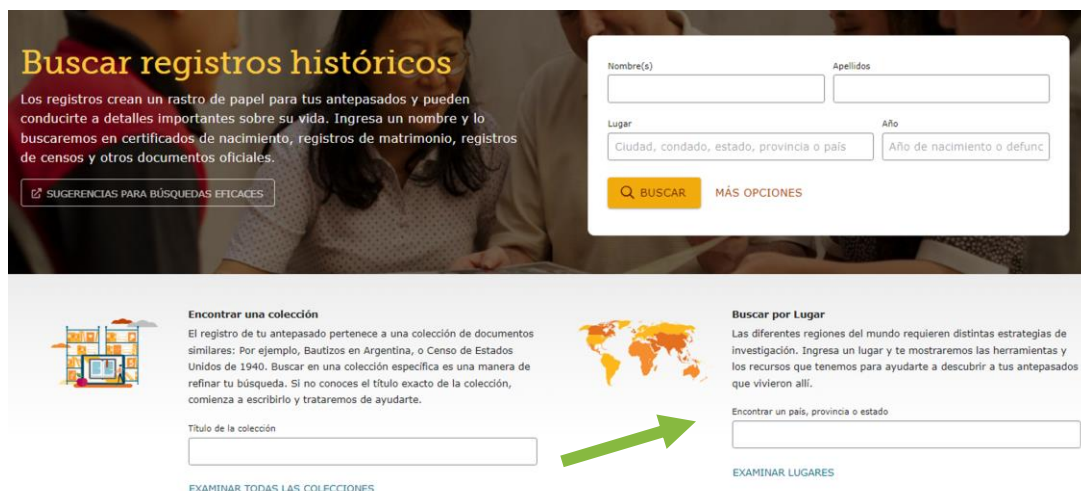 Buscar registros históricos
Los registros crean un rastro de papel para tus antepasados y pueden
conducirte a detalles importantes sobre su vida. Ingresa un nombre y lo
buscaremos en certificados de nacimiento, registros de matrimonio, registros
de censos y otros documentos oficiales.
SUGERENCIAS PARA BÚSQUEDAS EFICACES
Nombre(s)
Apellidos
Lugar
Año
Ciudad, condado, estado, provincia o país
Año de nacimiento o defunc
BUSCAR
MÁS OPCIONES
Encontrar una colección
El registro de tu antepasado pertenece a una colección de documentos
similares: Por ejemplo, Bautizos en Argentina, o Censo de Estados
Unidos de 1940. Buscar en una colección específica es una manera de
refinar tu búsqueda. Si no conoces el título exacto de la colección,
comienza a escribirlo y trataremos de ayudarte.
Título de la colección
EXAMINAR TODAS LAS COLECCIONES
Buscar por Lugar
Las diferentes regiones del mundo requieren distintas estrategias de
investigación. Ingresa un lugar y te mostraremos las herramientas y
los recursos que tenemos para ayudarte a descubrir a tus antepasados
que vivieron allí.
Encontrar un país, provincia o estado
EXAMINAR LUGARES